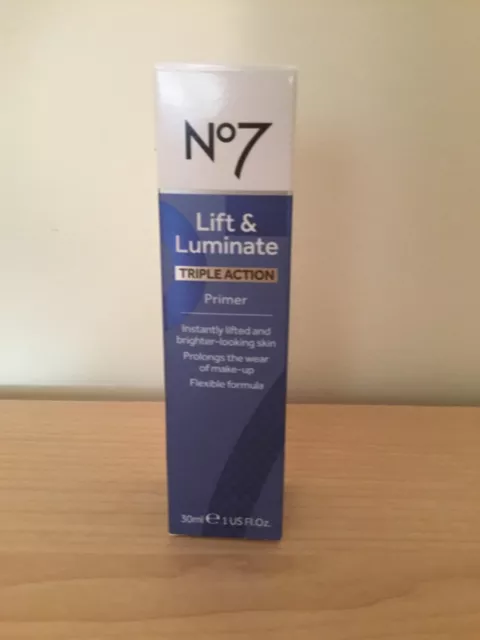 Nº7
Lift &
Luminate
TRIPLE ACTION
Primer
Instantly lifted and
brighter-looking skin
Prolongs the wear
of make-up
Flexible formula
30ml ℮ 1 US Fl.Oz.